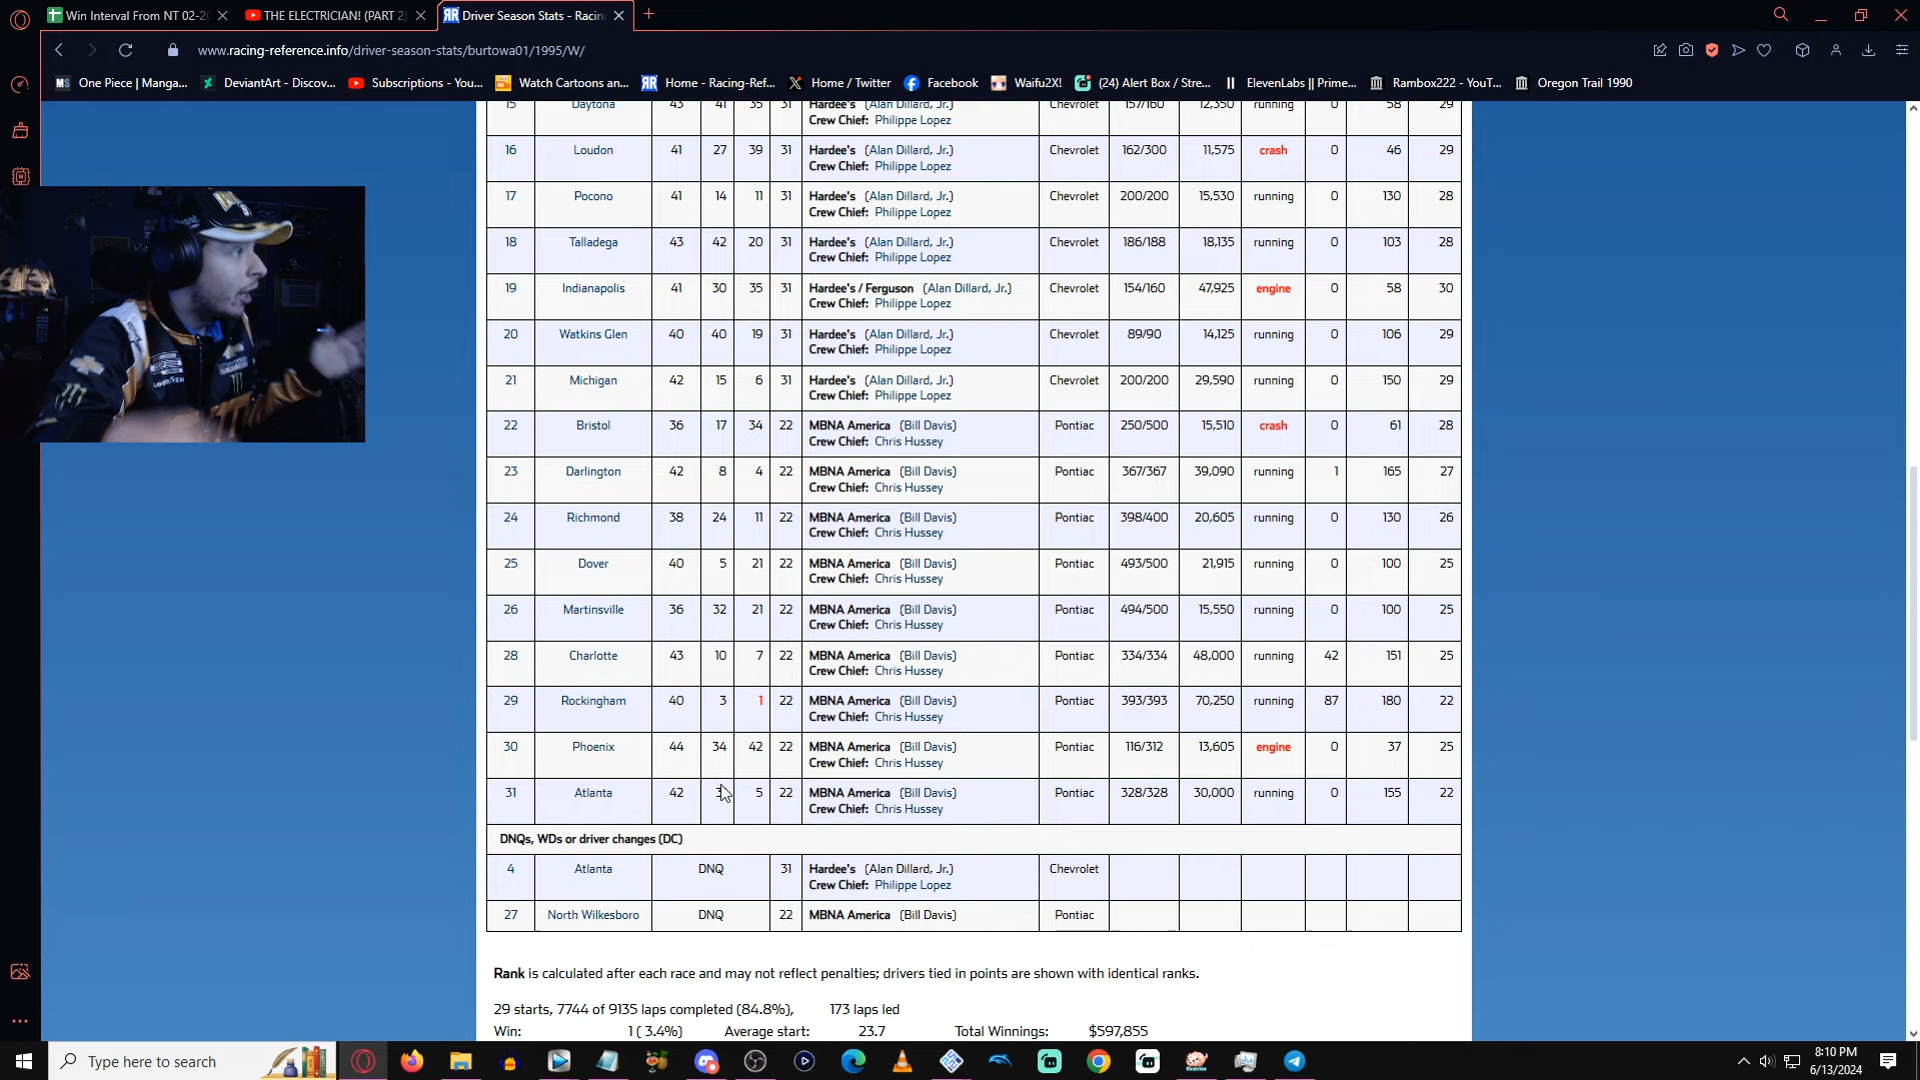 Win Interval From NT 02-2
THE ELECTRICIAN! (PART 2)
Driver Season Stats - Racin
www.racing-reference.info/driver-season-stats/burtowa01/1995/W/
One Piece | Manga...
DeviantArt - Discov...
Subscriptions - You...
Watch Cartoons an...
Home - Racing-Ref...
Home / Twitter
Facebook
Waifu2X!
(24) Alert Box / Stre...
ElevenLabs || Prime...
Rambox222 - YouT...
Oregon Trail 1990
15 Daytona 43 41 35 31 Hardee's (Alan Dillard, Jr.) Chevrolet 157/160 12,350 running 0 58 29
Crew Chief: Philippe Lopez
16 Loudon 41 27 39 31 Hardee's (Alan Dillard, Jr.) Chevrolet 162/300 11,575 crash 0 46 29
Crew Chief: Philippe Lopez
17 Pocono 41 14 11 31 Hardee's (Alan Dillard, Jr.) Chevrolet 200/200 15,530 running 0 130 28
Crew Chief: Philippe Lopez
18 Talladega 43 42 20 31 Hardee's (Alan Dillard, Jr.) Chevrolet 186/188 18,135 running 0 103 28
Crew Chief: Philippe Lopez
19 Indianapolis 41 30 35 31 Hardee's / Ferguson (Alan Dillard, Jr.) Chevrolet 154/160 47,925 engine 0 58 30
Crew Chief: Philippe Lopez
20 Watkins Glen 40 40 19 31 Hardee's (Alan Dillard, Jr.) Chevrolet 89/90 14,125 running 0 106 29
Crew Chief: Philippe Lopez
21 Michigan 42 15 6 31 Hardee's (Alan Dillard, Jr.) Chevrolet 200/200 29,590 running 0 150 29
Crew Chief: Philippe Lopez
22 Bristol 36 17 34 22 MBNA America (Bill Davis) Pontiac 250/500 15,510 crash 0 61 28
Crew Chief: Chris Hussey
23 Darlington 42 8 4 22 MBNA America (Bill Davis) Pontiac 367/367 39,090 running 1 165 27
Crew Chief: Chris Hussey
24 Richmond 38 24 11 22 MBNA America (Bill Davis) Pontiac 398/400 20,605 running 0 130 26
Crew Chief: Chris Hussey
25 Dover 40 5 21 22 MBNA America (Bill Davis) Pontiac 493/500 21,915 running 0 100 25
Crew Chief: Chris Hussey
26 Martinsville 36 32 21 22 MBNA America (Bill Davis) Pontiac 494/500 15,550 running 0 100 25
Crew Chief: Chris Hussey
28 Charlotte 43 10 7 22 MBNA America (Bill Davis) Pontiac 334/334 48,000 running 42 151 25
Crew Chief: Chris Hussey
29 Rockingham 40 3 1 22 MBNA America (Bill Davis) Pontiac 393/393 70,250 running 87 180 22
Crew Chief: Chris Hussey
30 Phoenix 44 34 42 22 MBNA America (Bill Davis) Pontiac 116/312 13,605 engine 0 37 25
Crew Chief: Chris Hussey
31 Atlanta 42 5 22 MBNA America (Bill Davis) Pontiac 328/328 30,000 running 0 155 22
Crew Chief: Chris Hussey
DNQs, WDs or driver changes (DC)
4 Atlanta DNQ 31 Hardee's (Alan Dillard, Jr.) Chevrolet
Crew Chief: Philippe Lopez
27 North Wilkesboro DNQ 22 MBNA America (Bill Davis) Pontiac
Rank is calculated after each race and may not reflect penalties; drivers tied in points are shown with identical ranks.
29 starts, 7744 of 9135 laps completed (84.8%), 173 laps led
Win: 1 ( 3.4%) Average start: 23.7 Total Winnings: $597,855
Type here to search
8:10 PM
6/13/2024